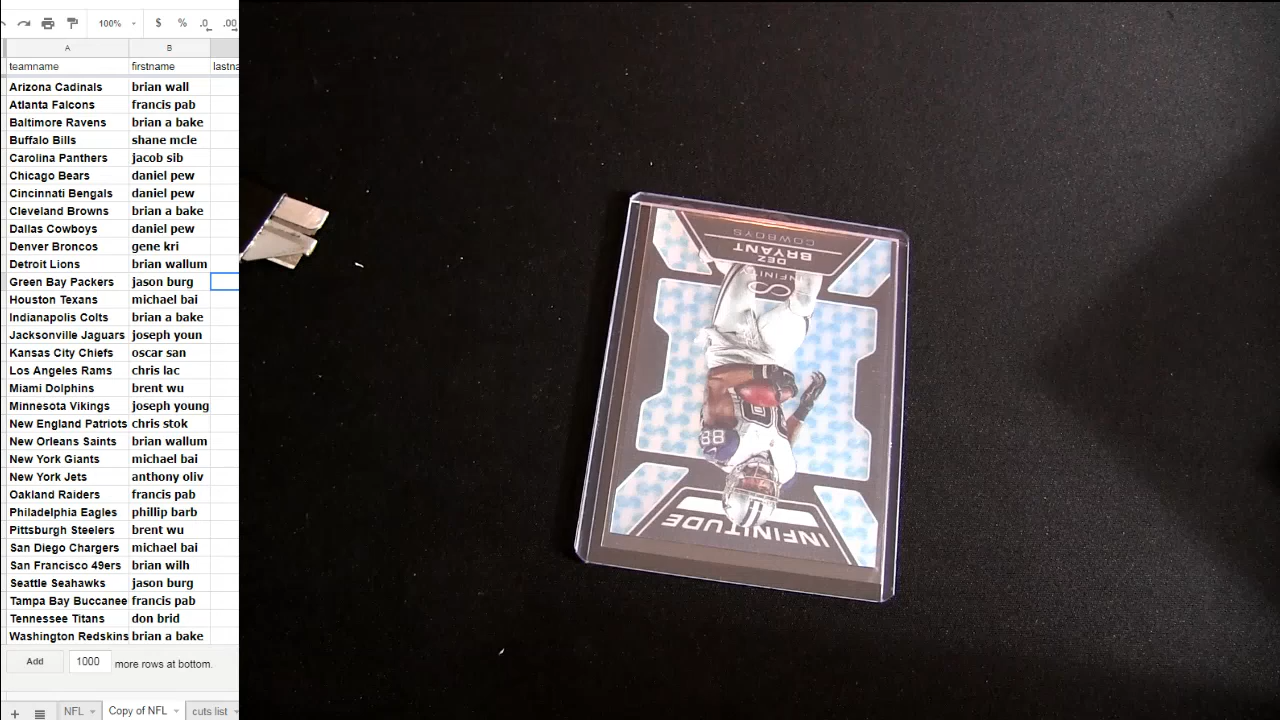 100%
$ % .0 .00
A B
teamname firstname lastna
Arizona Cadinals brian wall
Atlanta Falcons francis pab
Baltimore Ravens brian a bake
Buffalo Bills shane mcle
Carolina Panthers jacob sib
Chicago Bears daniel pew
Cincinnati Bengals daniel pew
Cleveland Browns brian a bake
Dallas Cowboys daniel pew
Denver Broncos gene kri
Detroit Lions brian wallum
Green Bay Packers jason burg
Houston Texans michael bai
Indianapolis Colts brian a bake
Jacksonville Jaguars joseph youn
Kansas City Chiefs oscar san
Los Angeles Rams chris lac
Miami Dolphins brent wu
Minnesota Vikings joseph young
New England Patriots chris stok
New Orleans Saints brian wallum
New York Giants michael bai
New York Jets anthony oliv
Oakland Raiders francis pab
Philadelphia Eagles phillip barb
Pittsburgh Steelers brent wu
San Diego Chargers michael bai
San Francisco 49ers brian wilh
Seattle Seahawks jason burg
Tampa Bay Buccanee francis pab
Tennessee Titans don brid
Washington Redskins brian a bake
Add 1000 more rows at bottom.
NFL Copy of NFL cuts list
INFINITUDE
88
INFINITY
DEZ
BRYANT
COWBOYS